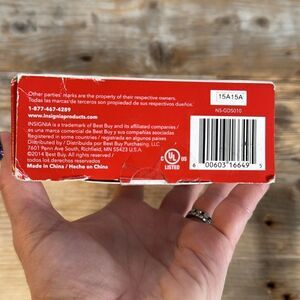 Other parties' marks are the property of their respective owners.
Todas las marcas de terceros son propiedad de sus respectivos dueños.
1-877-467-4289
www.insigniaproducts.com
INSIGNIA is a trademark of Best Buy and its affiliated companies /
es una marca comercial de Best Buy y sus compañías asociadas
Registered in some countries / registrada en algunos países
Distributed by / Distribuido por Best Buy Purchasing, LLC
7601 Penn Ave South, Richfield, MN 55423 U.S.A.
©2014 Best Buy. All rights reserved /
todos los derechos reservados
Made in China / Hecho en China
C UL US
LISTED
15A15A
NS-GD5010
6 00603 16649 5